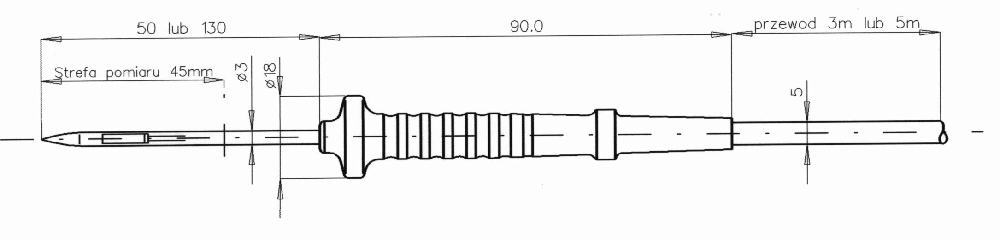 50 lub 130
90.0
przewod 3m lub 5m
Strefa pomiaru 45mm
ø3
ø18
5